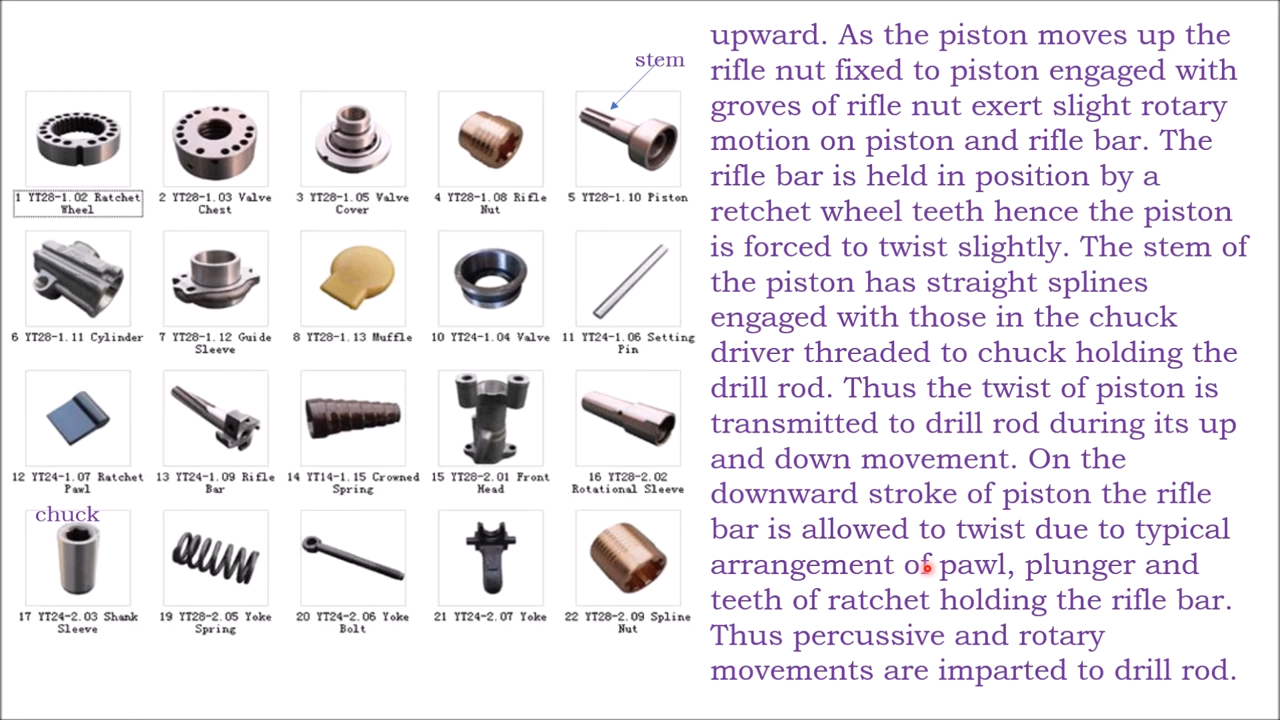 stem
1 YT28-1.02 Ratchet
Wheel
2 YT28-1.03 Valve
Chest
3 YT28-1.05 Valve
Cover
4 YT28-1.08 Rifle
Nut
5 YT28-1.10 Piston
6 YT28-1.11 Cylinder
7 YT28-1.12 Guide
Sleeve
8 YT28-1.13 Muffle
10 YT24-1.04 Valve
11 YT24-1.06 Setting
Pin
12 YT24-1.07 Ratchet
Pawl
13 YT24-1.09 Rifle
Bar
14 YT14-1.15 Crowned
Spring
15 YT28-2.01 Front
Head
16 YT28-2.02
Rotational Sleeve
chuck
17 YT24-2.03 Shank
Sleeve
19 YT28-2.05 Yoke
Spring
20 YT24-2.06 Yoke
Bolt
21 YT24-2.07 Yoke
22 YT28-2.09 Spline
Nut
upward. As the piston moves up the
rifle nut fixed to piston engaged with
groves of rifle nut exert slight rotary
motion on piston and rifle bar. The
rifle bar is held in position by a
retchet wheel teeth hence the piston
is forced to twist slightly. The stem of
the piston has straight splines
engaged with those in the chuck
driver threaded to chuck holding the
drill rod. Thus the twist of piston is
transmitted to drill rod during its up
and down movement. On the
downward stroke of piston the rifle
bar is allowed to twist due to typical
arrangement of pawl, plunger and
teeth of ratchet holding the rifle bar.
Thus percussive and rotary
movements are imparted to drill rod.